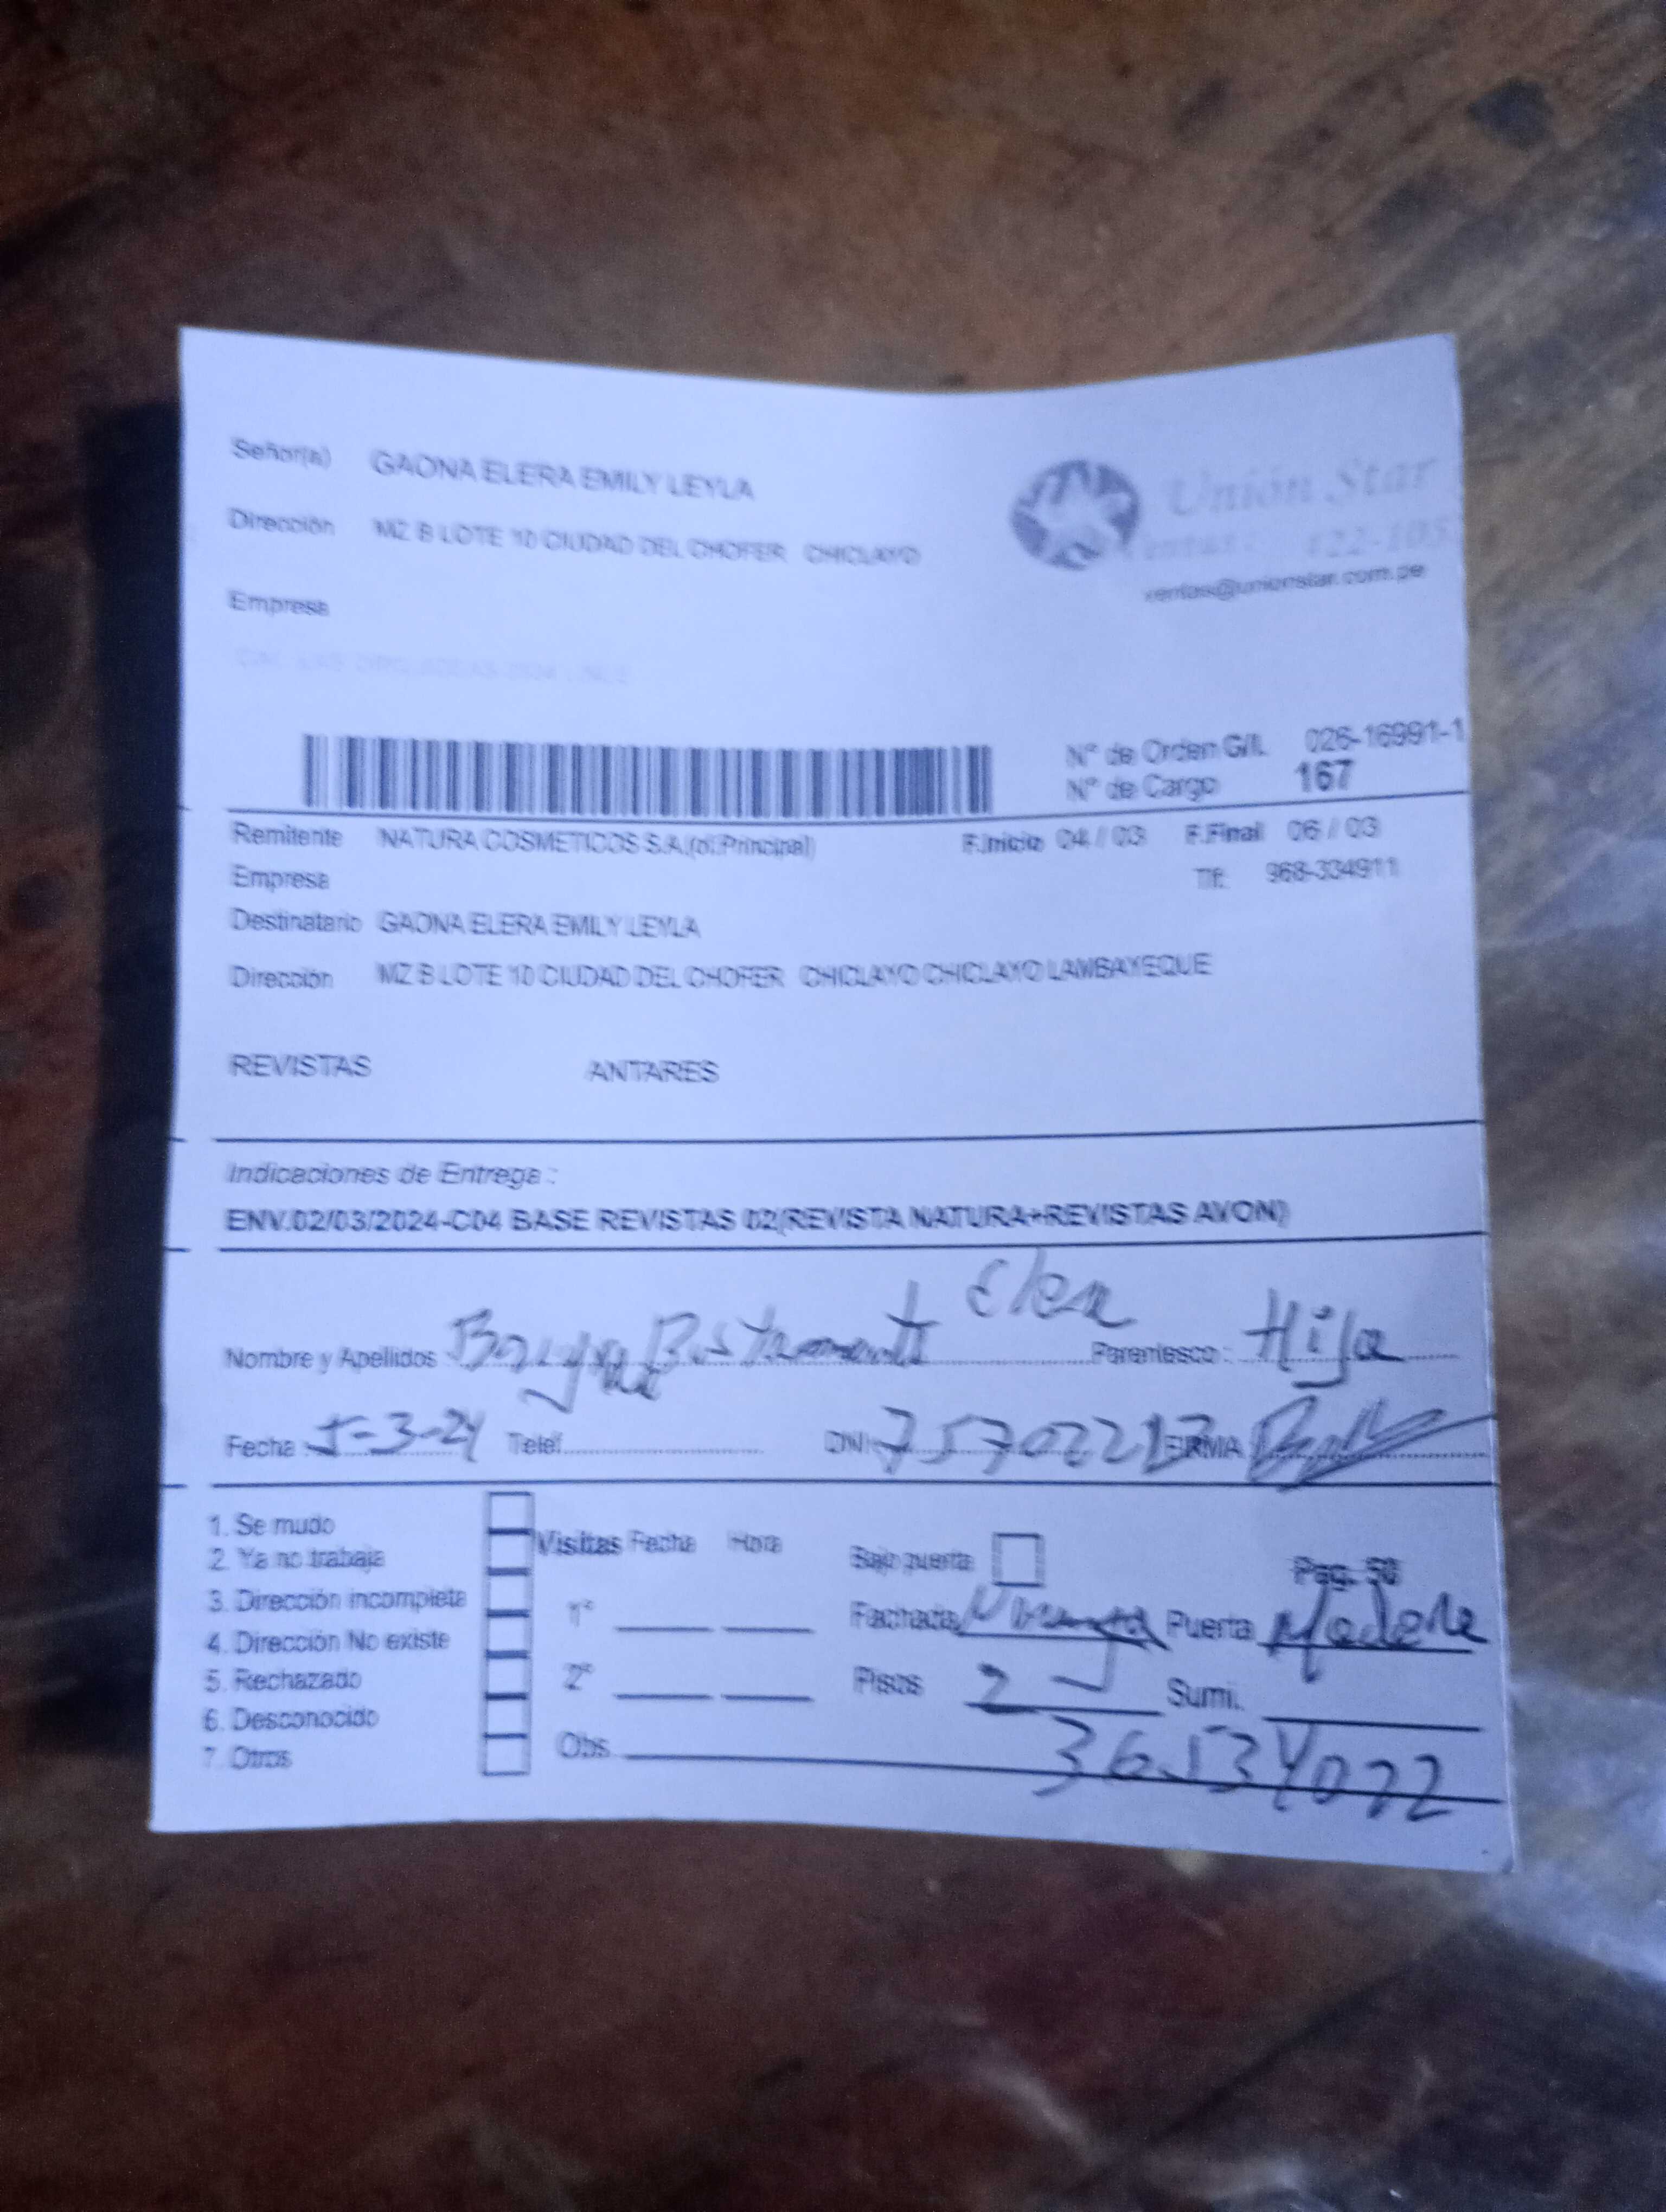 Señor(a) GAONA ELERA EMILY LEYLA
Dirección MZ B LOTE 10 CIUDAD DEL CHOFER CHICLAYO
Unión Star
Ventas: 422-105
ventas@unionstar.com.pe
Empresa
N° de Orden G/I. 026-16991-1
N° de Cargo 167
Remitente NATURA COSMETICOS S.A.(of.Principal) F.Inicio 04 / 03 F.Final 06 / 03
Empresa Tlf: 968-334911
Destinatario GAONA ELERA EMILY LEYLA
Dirección MZ B LOTE 10 CIUDAD DEL CHOFER CHICLAYO CHICLAYO LAMBAYEQUE
REVISTAS ANTARES
Indicaciones de Entrega :
ENV.02/03/2024-C04 BASE REVISTAS 02(REVISTA NATURA+REVISTAS AVON)
Nombre y Apellidos : Parentesco : Hija
Fecha : 5-3-24 Telef. DNI FIRMA
1. Se mudo
2. Ya no trabaja
3. Dirección incompleta
4. Dirección No existe
5. Rechazado
6. Desconocido
7. Otros
Visitas Fecha Hora
1°
2°
Obs.
Bajo puerta Pag. 56
Fachada Puerta
Pisos 2 Sumi.
36534022